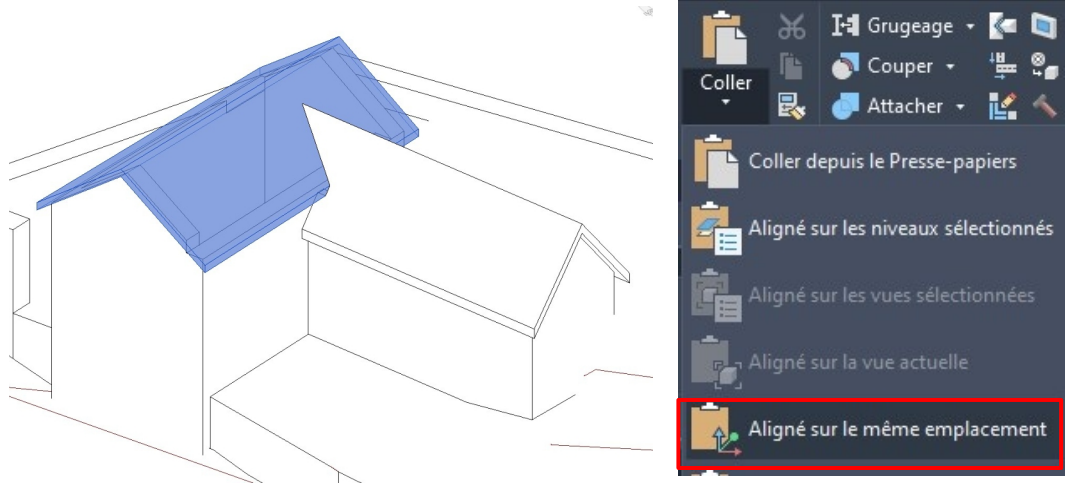 Coller
Grugeage
Couper
Attacher
Coller depuis le Presse-papiers
Aligné sur les niveaux sélectionnés
Aligné sur les vues sélectionnées
Aligné sur la vue actuelle
Aligné sur le même emplacement